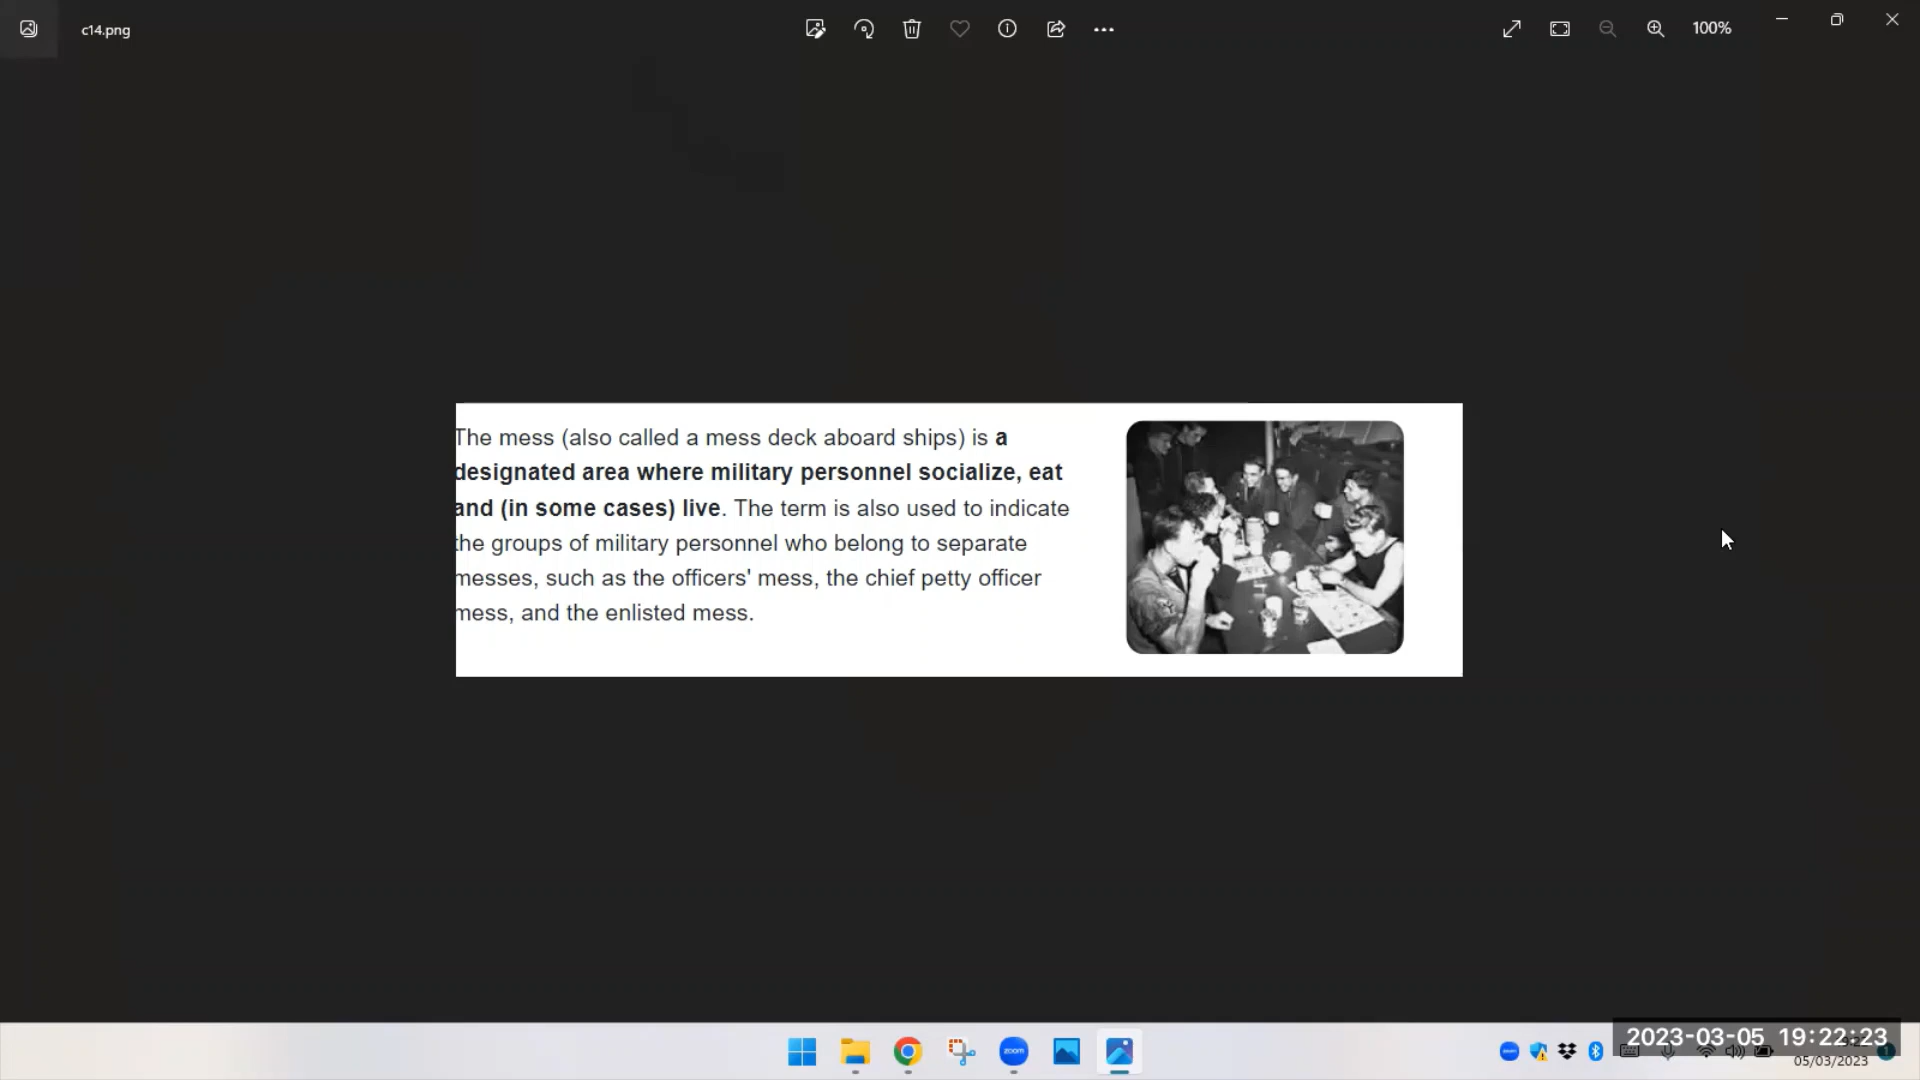 c14.png
100%
The mess (also called a mess deck aboard ships) is a
designated area where military personnel socialize, eat
and (in some cases) live. The term is also used to indicate
the groups of military personnel who belong to separate
messes, such as the officers' mess, the chief petty officer
mess, and the enlisted mess.
zoom
2023-03-05 19:22:23
05/03/2023
1